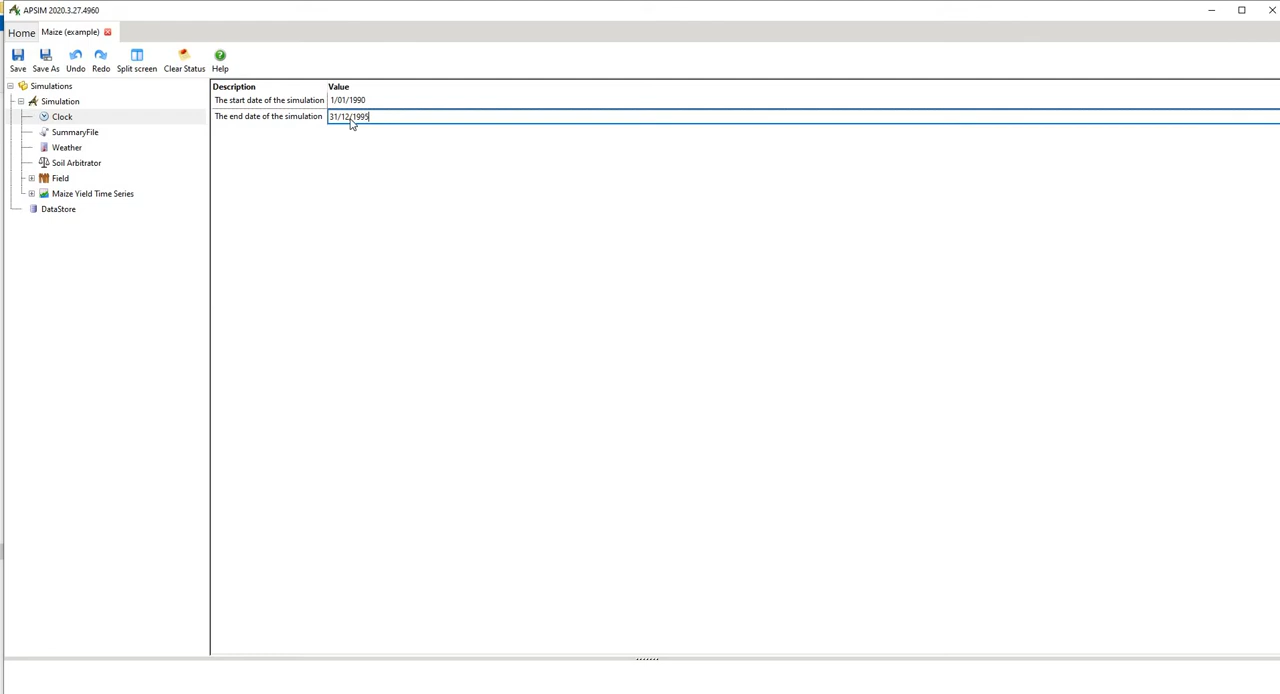 APSIM 2020.3.27.4960
Home Maize (example)
Save Save As Undo Redo Split screen Clear Status Help
Simulations
Simulation
Clock
SummaryFile
Weather
Soil Arbitrator
Field
Maize Yield Time Series
DataStore
Description Value
The start date of the simulation 1/01/1990
The end date of the simulation 31/12/1995